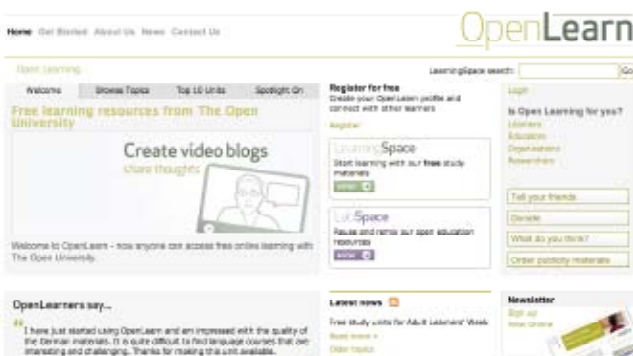 Home Get Started About Us News Contact Us
OpenLearn
Open Learning
LearningSpace search: Go
Welcome Browse Topics Top 10 Units Spotlight On
Free learning resources from The Open
University
Create video blogs
share thoughts
Welcome to OpenLearn - now anyone can access free online learning with
The Open University.
Register for free
Create your OpenLearn profile and
connect with other learners
Register
LearningSpace
Start learning with our free study
materials
ENTER
LabSpace
Reuse and remix our open education
resources
ENTER
Login
Is Open Learning for you?
Learners
Educators
Organisations
Researchers
Tell your friends
Donate
What do you think?
Order publicity materials
OpenLearners say...
I have just started using OpenLearn and am impressed with the quality of
the German materials. It is quite difficult to find language courses that are
interesting and challenging. Thanks for making this unit available.
Latest news
Free study units for Adult Learners' Week
Read more >
Older topics
Newsletter
Sign up
View online